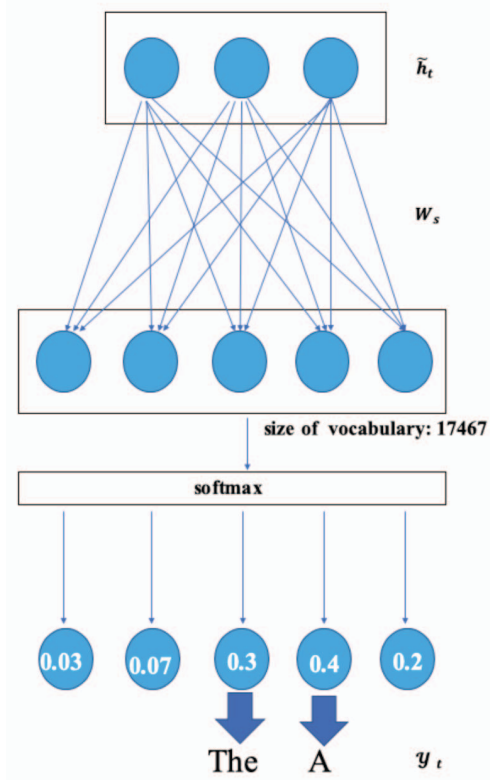 h̃ₜ
Wₛ
size of vocabulary: 17467
softmax
0.03 0.07 0.3 0.4 0.2
The A yₜ